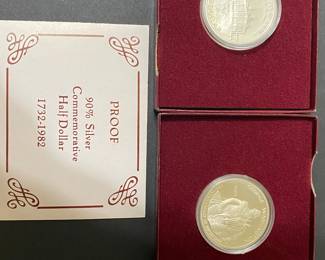 PROOF
90% Silver
Commemorative
Half Dollar
1732-1982